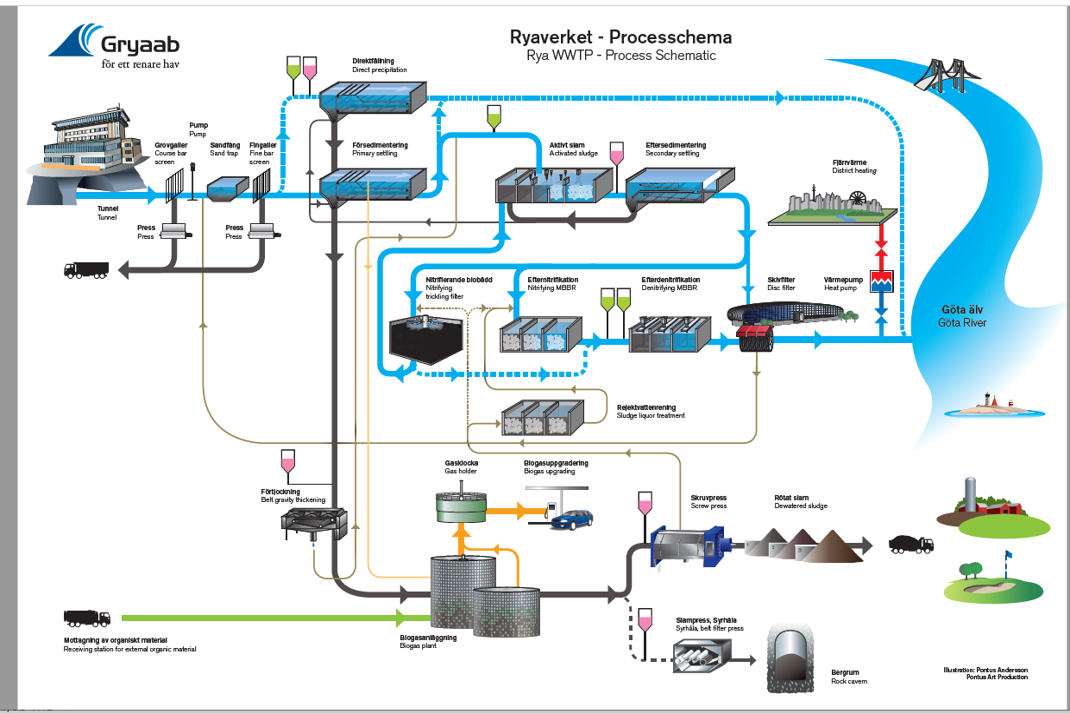 Gryaab
för ett renare hav
Ryaverket - Processchema
Rya WWTP - Process Schematic
Direktfällning
Direct precipitation
Pump
Pump
Grovgaller
Course bar
screen
Sandfång
Sand trap
Fingaller
Fine bar
screen
Försedimentering
Primary settling
Aktivt slam
Activated sludge
Eftersedimentering
Secondary settling
Fjärrvärme
District heating
Tunnel
Tunnel
Press
Press
Press
Press
Nitrifierande biobädd
Nitrifying
trickling filter
Efternitrifikation
Nitrifying MBBR
Efterdenitrifikation
Denitrifying MBBR
Skivfilter
Disc filter
Värmepump
Heat pump
Göta älv
Göta River
Rejektvattenrening
Sludge liquor treatment
Förtjockning
Belt gravity thickening
Gasklocka
Gas holder
Biogasuppgradering
Biogas upgrading
Skruvpress
Screw press
Rötat slam
Dewatered sludge
Mottagning av organiskt material
Receiving station for external organic material
Biogasanläggning
Biogas plant
Slampress, Syrhåla
Syrhåla, belt filter press
Bergrum
Rock cavern
Illustration: Pontus Andersson
Pontus Art Production